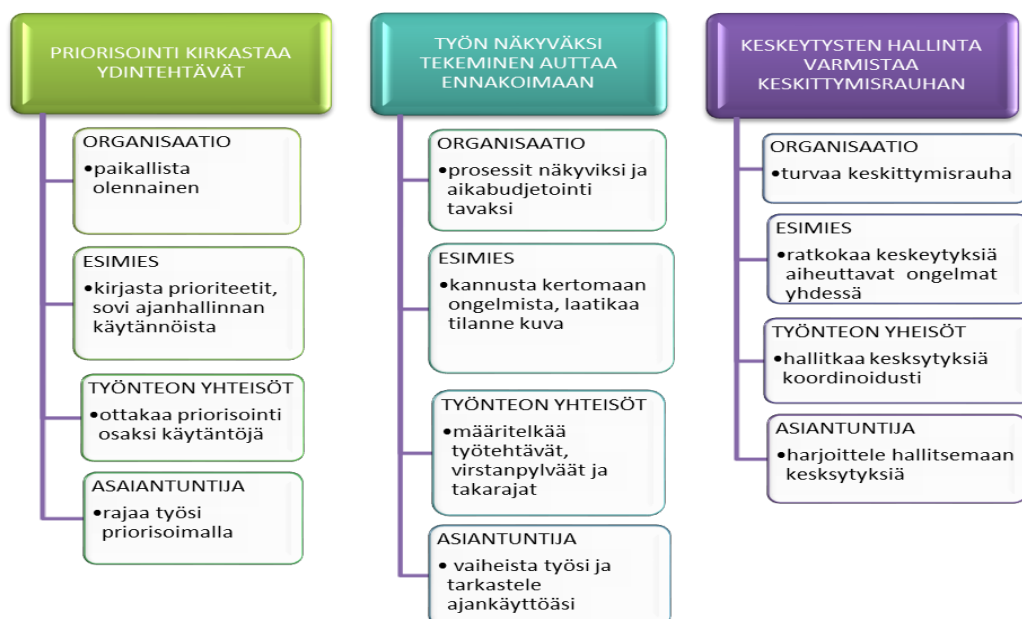 PRIORISOINTI KIRKASTAA
YDINTEHTÄVÄT
ORGANISAATIO
•paikallista
olennainen
ESIMIES
•kirjasta prioriteetit,
sovi ajanhallinnan
käytännöista
TYÖNTEON YHTEISÖT
•ottakaa priorisointi
osaksi käytäntöjä
ASAIANTUNTIJA
•rajaa työsi
priorisoimalla
TYÖN NÄKYVÄKSI
TEKEMINEN AUTTAA
ENNAKOIMAAN
ORGANISAATIO
•prosessit näkyviksi ja
aikabudjetointi
tavaksi
ESIMIES
•kannusta kertomaan
ongelmista, laatikaa
tilanne kuva
TYÖNTEON YHTEISÖT
•määritelkää
työtehtävät,
virstanpylväät ja
takarajat
ASIANTUNTIJA
• vaiheista työsi ja
tarkastele
ajankäyttöäsi
KESKEYTYSTEN HALLINTA
VARMISTAA
KESKITTYMISRAUHAN
ORGANISAATIO
•turvaa keskittymisrauha
ESIMIES
•ratkokaa keskeytyksiä
aiheuttavat ongelmat
yhdessä
TYÖNTEON YHEISÖT
•hallitkaa kesksytyksiä
koordinoidusti
ASIANTUNTIJA
•harjoittele hallitsemaan
kesksytyksiä